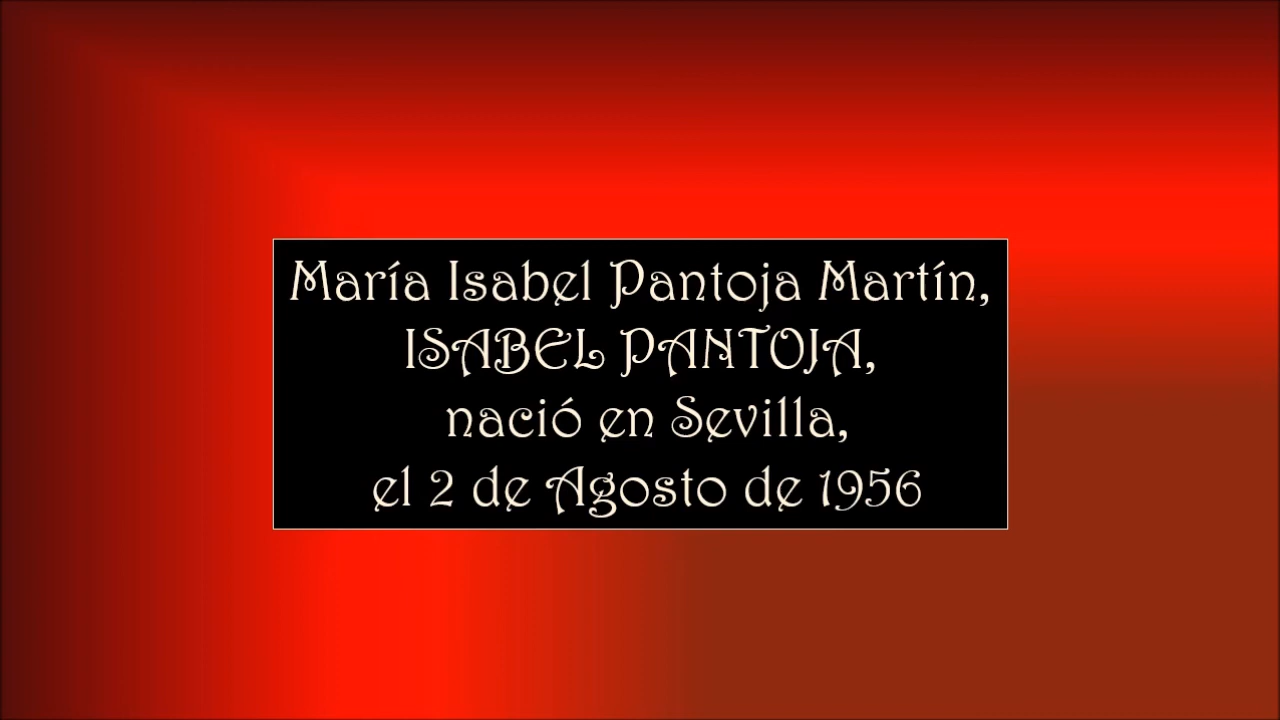 María Isabel Pantoja Martín,
ISABEL PANTOJA,
nació en Sevilla,
el 2 de Agosto de 1956